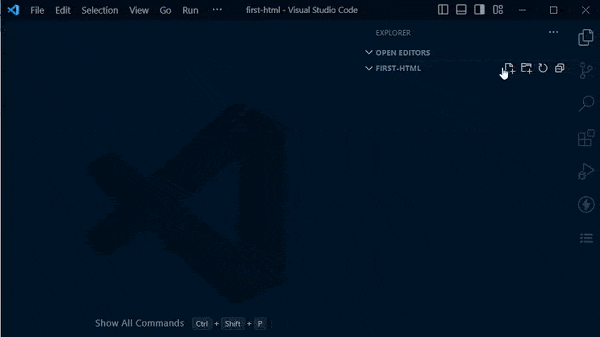 File Edit Selection View Go Run ··· first-html - Visual Studio Code
EXPLORER ···
OPEN EDITORS
FIRST-HTML
Show All Commands Ctrl + Shift + P